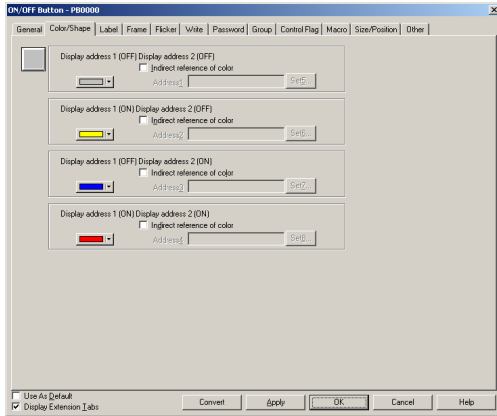 ON/OFF Button - PB0000
General Color/Shape Label Frame Flicker Write Password Group Control Flag Macro Size/Position Other
Display address 1 (OFF) Display address 2 (OFF)
Indirect reference of color
Address1 Set5...
Display address 1 (ON) Display address 2 (OFF)
Indirect reference of color
Address2 Set6...
Display address 1 (OFF) Display address 2 (ON)
Indirect reference of color
Address3 Set7...
Display address 1 (ON) Display address 2 (ON)
Indirect reference of color
Address4 Set8...
Use As Default
Display Extension Tabs
Convert Apply OK Cancel Help